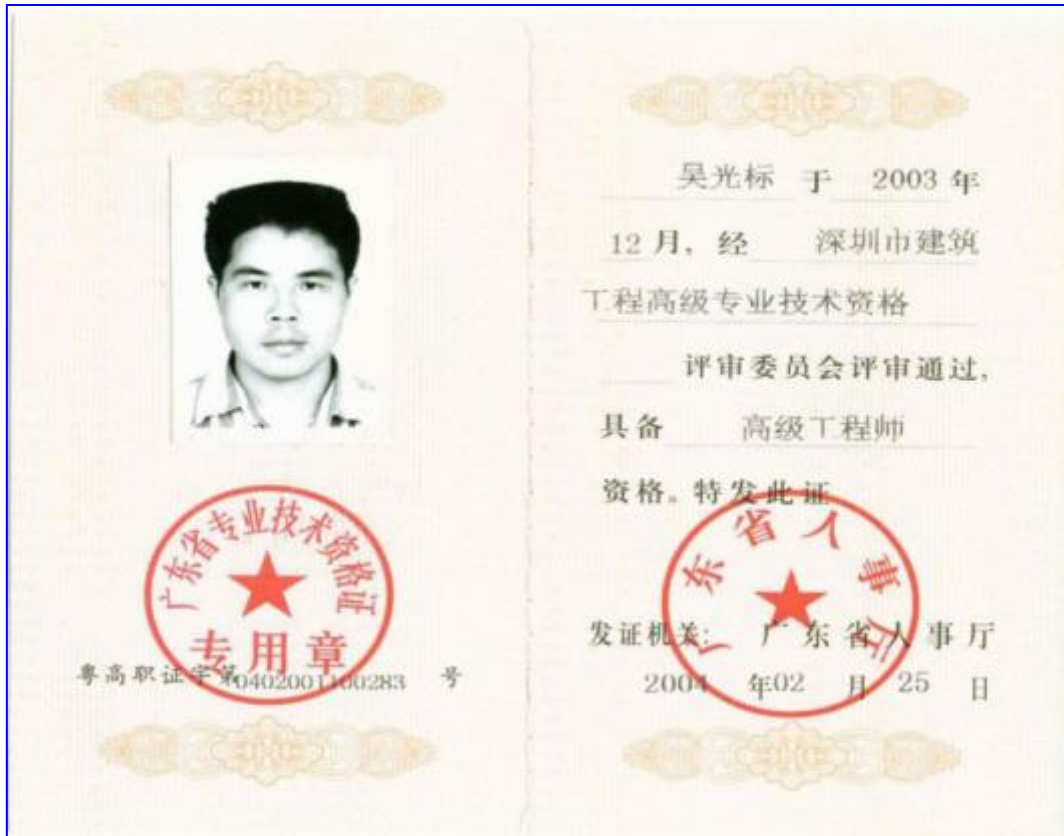 广东省专业技术资格证
专用章
粤高职证字第0402001100283 号
吴光标 于 2003 年
12 月，经 深圳市建筑
工程高级专业技术资格
评审委员会评审通过，
具备 高级工程师
资格。特发此证
广东省人事厅
发证机关： 广东省人事厅
2004 年02 月 25 日